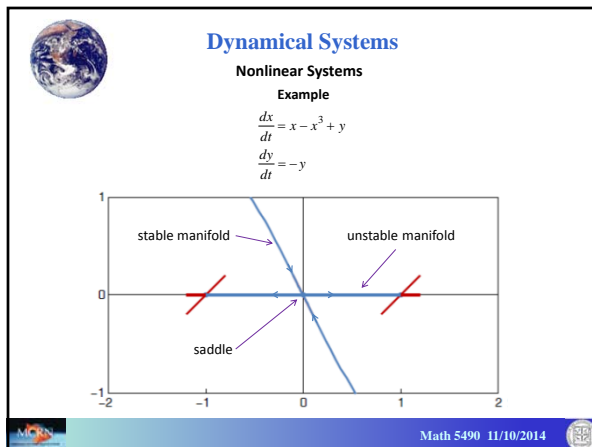 Dynamical Systems
Nonlinear Systems
Example
dx/dt = x − x³ + y
dy/dt = −y
1
stable manifold
unstable manifold
0
saddle
−1
−2 −1 0 1 2
MCRN
Math 5490 11/10/2014